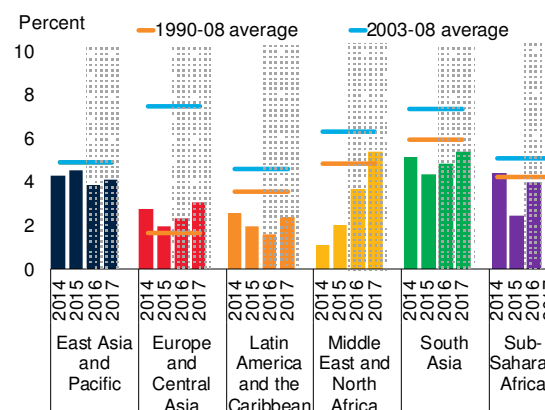 Percent
1990-08 average
2003-08 average
10
8
6
4
2
0
2014 2015 2016 2017 2014 2015 2016 2017 2014 2015 2016 2017 2014 2015 2016 2017 2014 2015 2016 2017 2014 2015 2016
East Asia and Pacific
Europe and Central Asia
Latin America and the Caribbean
Middle East and North Africa
South Asia
Sub-
Sahara
Africa